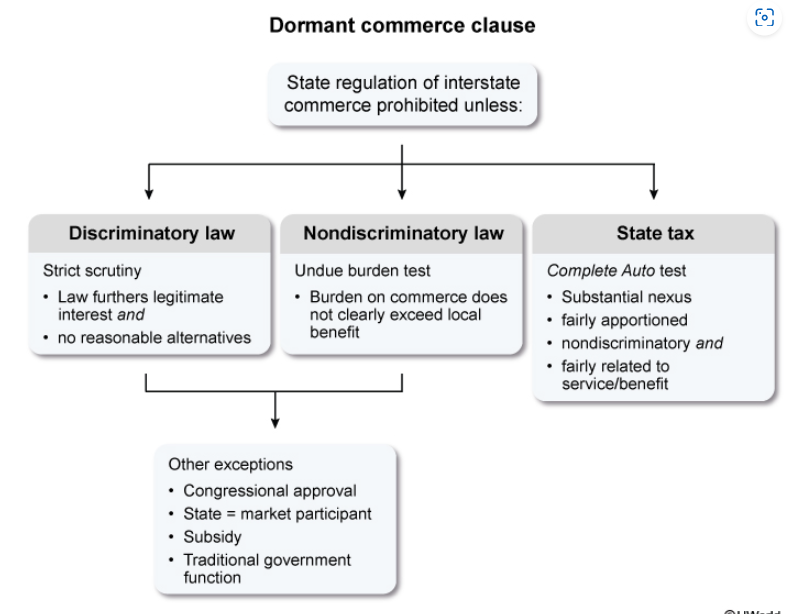 Dormant commerce clause
State regulation of interstate
commerce prohibited unless:
Discriminatory law
Strict scrutiny
• Law furthers legitimate
interest and
• no reasonable alternatives
Nondiscriminatory law
Undue burden test
• Burden on commerce does
not clearly exceed local
benefit
State tax
Complete Auto test
• Substantial nexus
• fairly apportioned
• nondiscriminatory and
• fairly related to
service/benefit
Other exceptions
• Congressional approval
• State = market participant
• Subsidy
• Traditional government
function